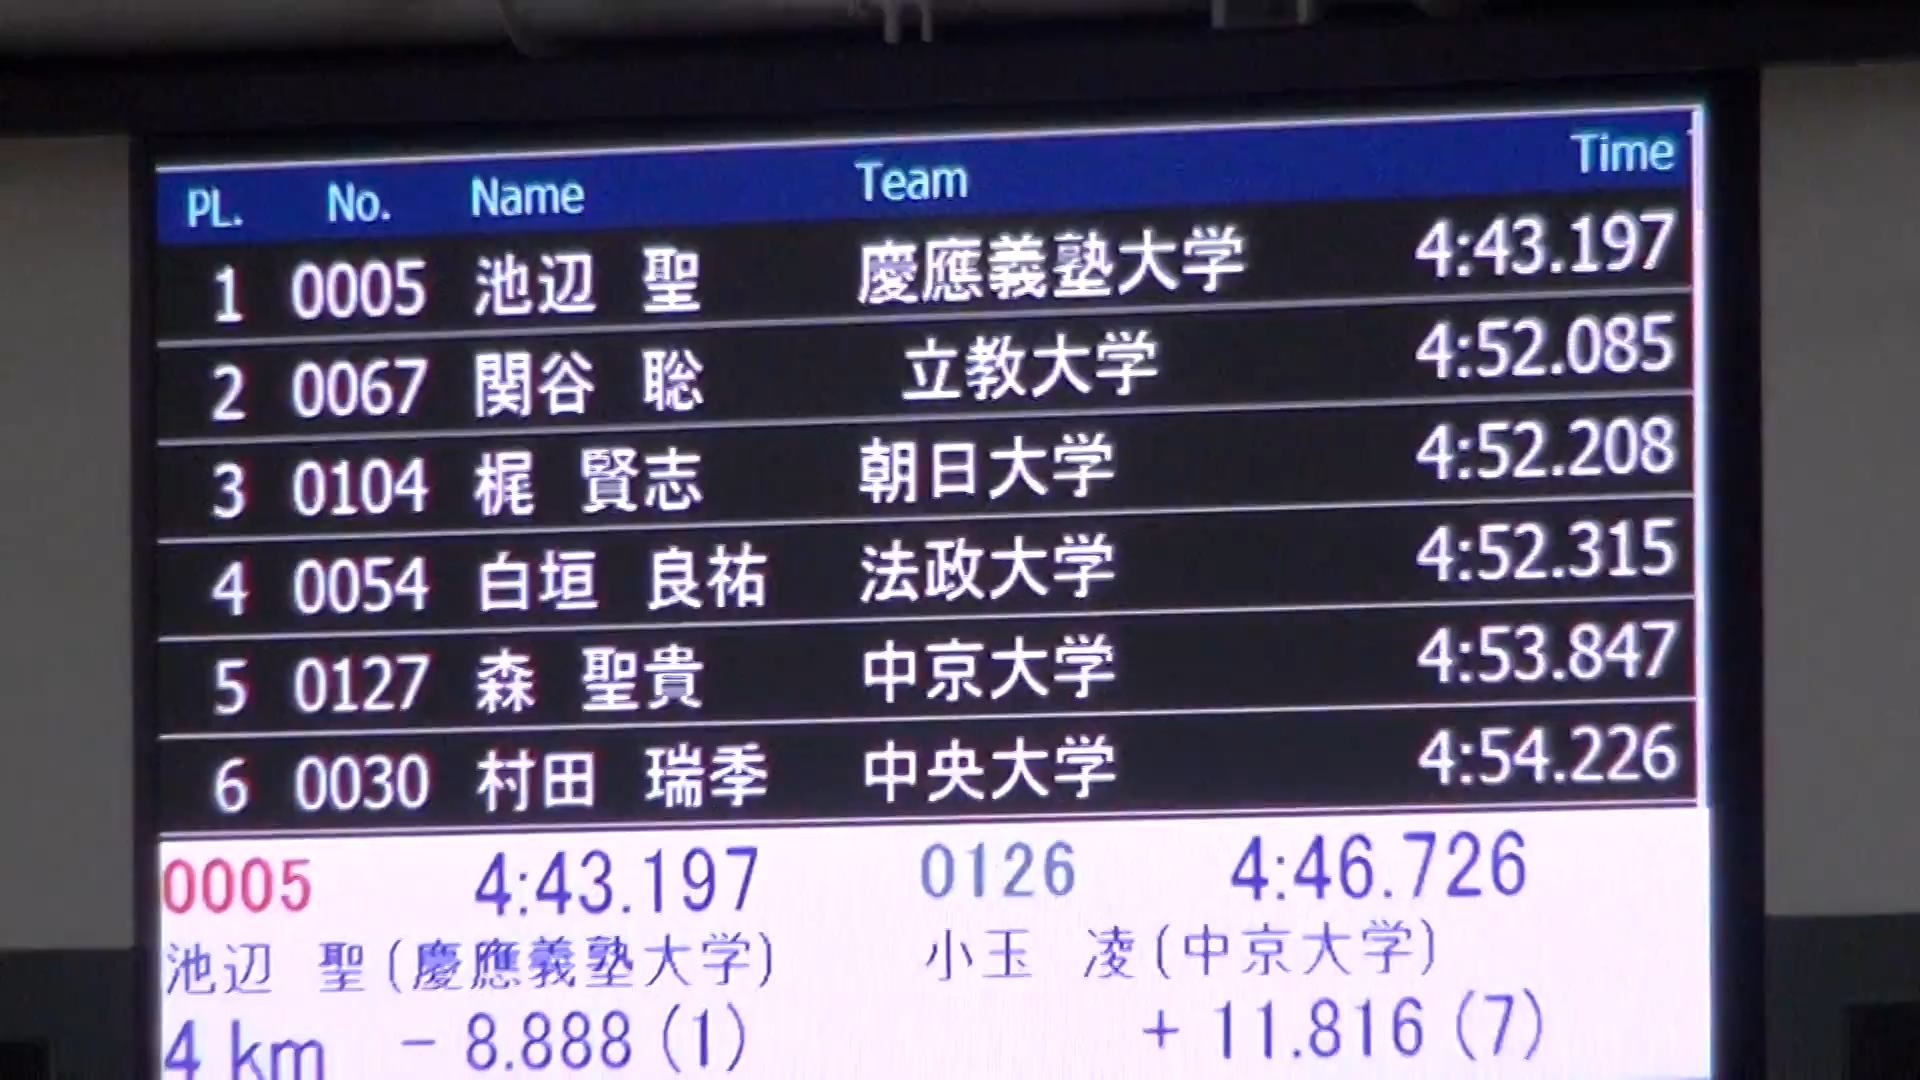 PL. No. Name Team Time
1 0005 池辺 聖 慶應義塾大学 4:43.197
2 0067 関谷 聡 立教大学 4:52.085
3 0104 梶 賢志 朝日大学 4:52.208
4 0054 白垣 良祐 法政大学 4:52.315
5 0127 森 聖貴 中京大学 4:53.847
6 0030 村田 瑞季 中央大学 4:54.226
0005 4:43.197 0126 4:46.726
池辺 聖(慶應義塾大学) 小玉 凌(中京大学)
4 km - 8.888 (1) + 11.816 (7)